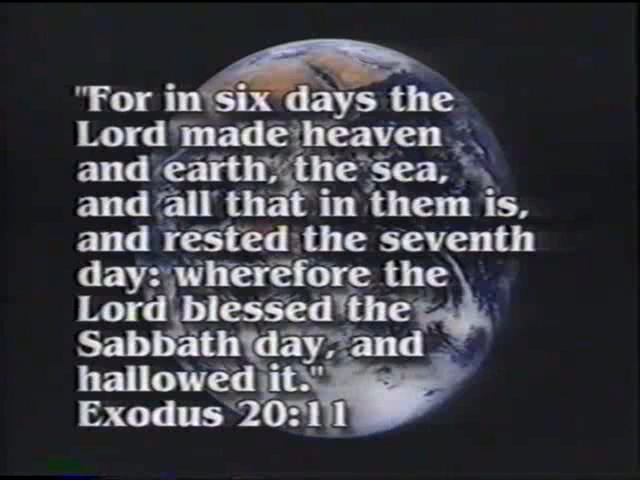 "For in six days the
Lord made heaven
and earth, the sea,
and all that in them is,
and rested the seventh
day: wherefore the
Lord blessed the
Sabbath day, and
hallowed it."
Exodus 20:11